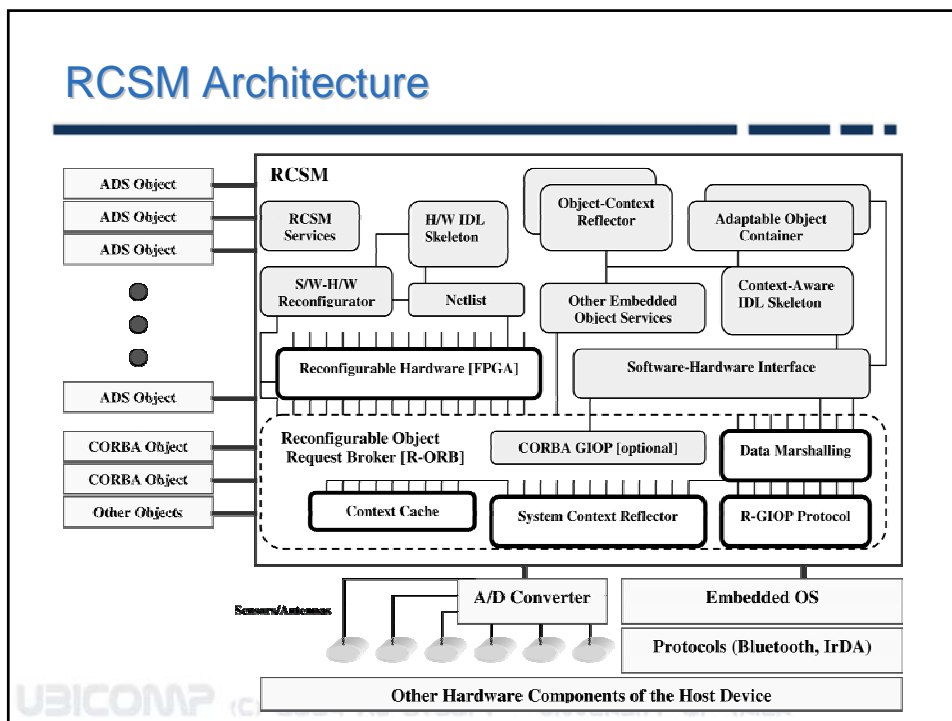 RCSM Architecture
ADS Object
ADS Object
ADS Object
ADS Object
CORBA Object
CORBA Object
Other Objects
RCSM
RCSM
Services
H/W IDL
Skeleton
Object-Context
Reflector
Adaptable Object
Container
S/W-H/W
Reconfigurator
Netlist
Other Embedded
Object Services
Context-Aware
IDL Skeleton
Reconfigurable Hardware [FPGA]
Software-Hardware Interface
Reconfigurable Object
Request Broker [R-ORB]
CORBA GIOP [optional]
Data Marshalling
Context Cache
System Context Reflector
R-GIOP Protocol
Sensors/Antennas
A/D Converter
Embedded OS
Protocols (Bluetooth, IrDA)
Other Hardware Components of the Host Device
UBICOMP